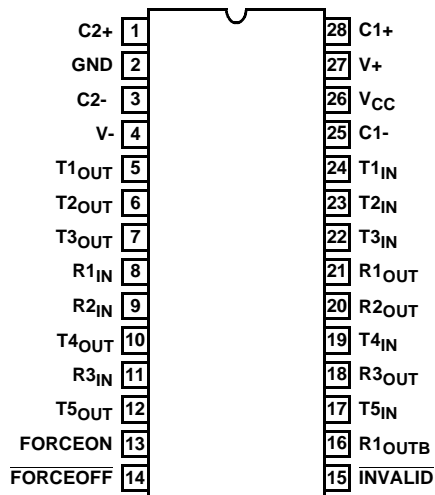 C2+ 1 28 C1+
GND 2 27 V+
C2- 3 26 VCC
V- 4 25 C1-
T1OUT 5 24 T1IN
T2OUT 6 23 T2IN
T3OUT 7 22 T3IN
R1IN 8 21 R1OUT
R2IN 9 20 R2OUT
T4OUT 10 19 T4IN
R3IN 11 18 R3OUT
T5OUT 12 17 T5IN
FORCEON 13 16 R1OUTB
FORCEOFF 14 15 INVALID